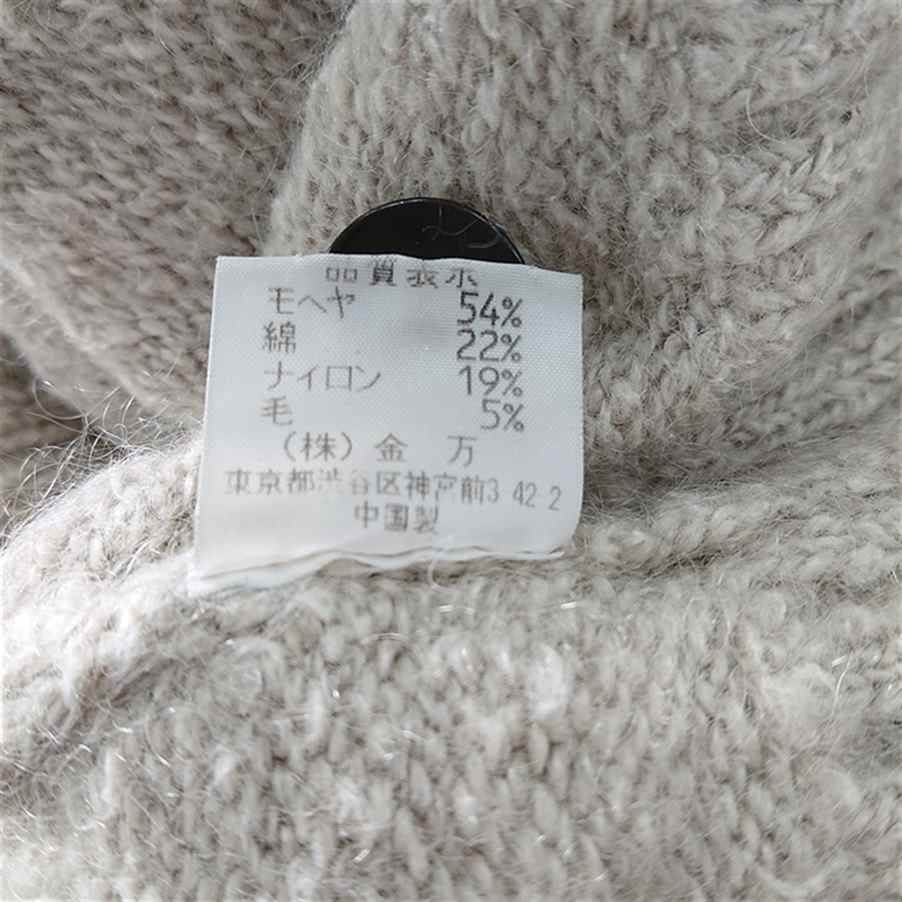 品質表示
モヘヤ 54%
綿 22%
ナイロン 19%
毛 5%
(株)金 万
東京都渋谷区神宮前3 42 2
中国製